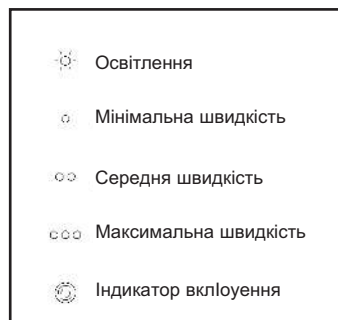 Освітлення
Мінімальна швидкість
Середня швидкість
Максимальна швидкість
Індикатор вклІоуення